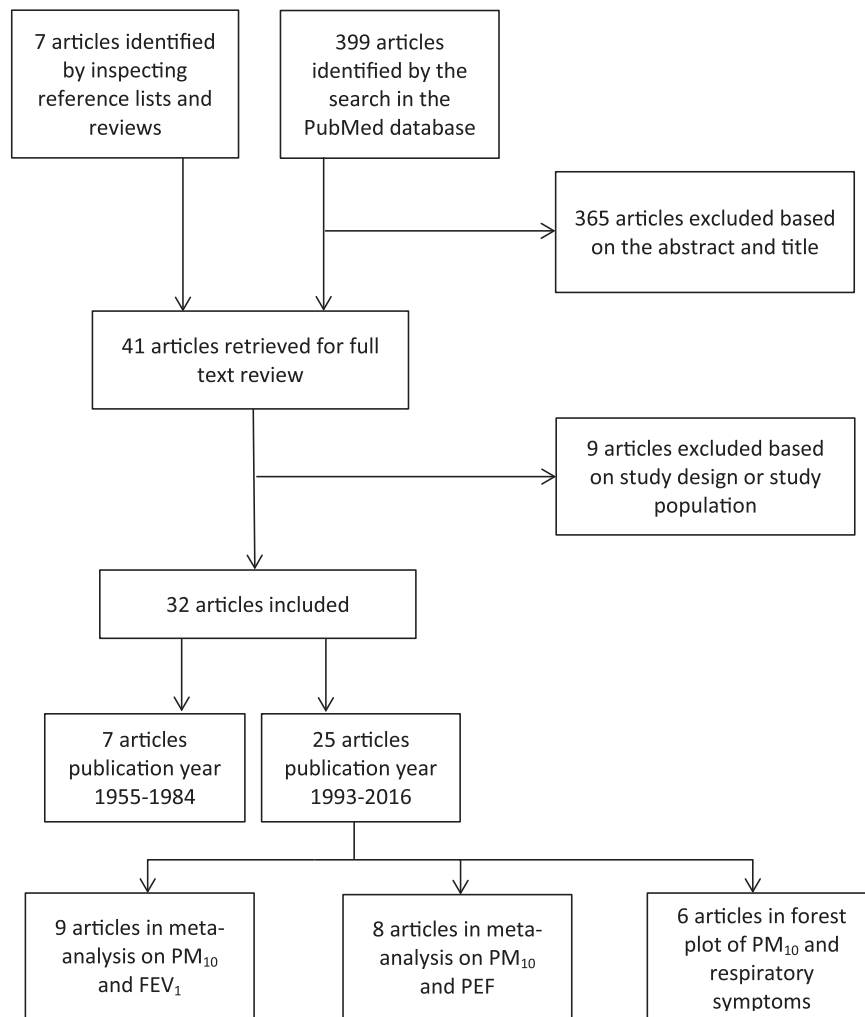 7 articles identified
by inspecting
reference lists and
reviews
399 articles
identified by the
search in the
PubMed database
365 articles excluded based
on the abstract and title
41 articles retrieved for full
text review
9 articles excluded based
on study design or study
population
32 articles included
7 articles
publication year
1955-1984
25 articles
publication year
1993-2016
9 articles in meta-
analysis on PM₁₀
and FEV₁
8 articles in meta-
analysis on PM₁₀
and PEF
6 articles in forest
plot of PM₁₀ and
respiratory
symptoms